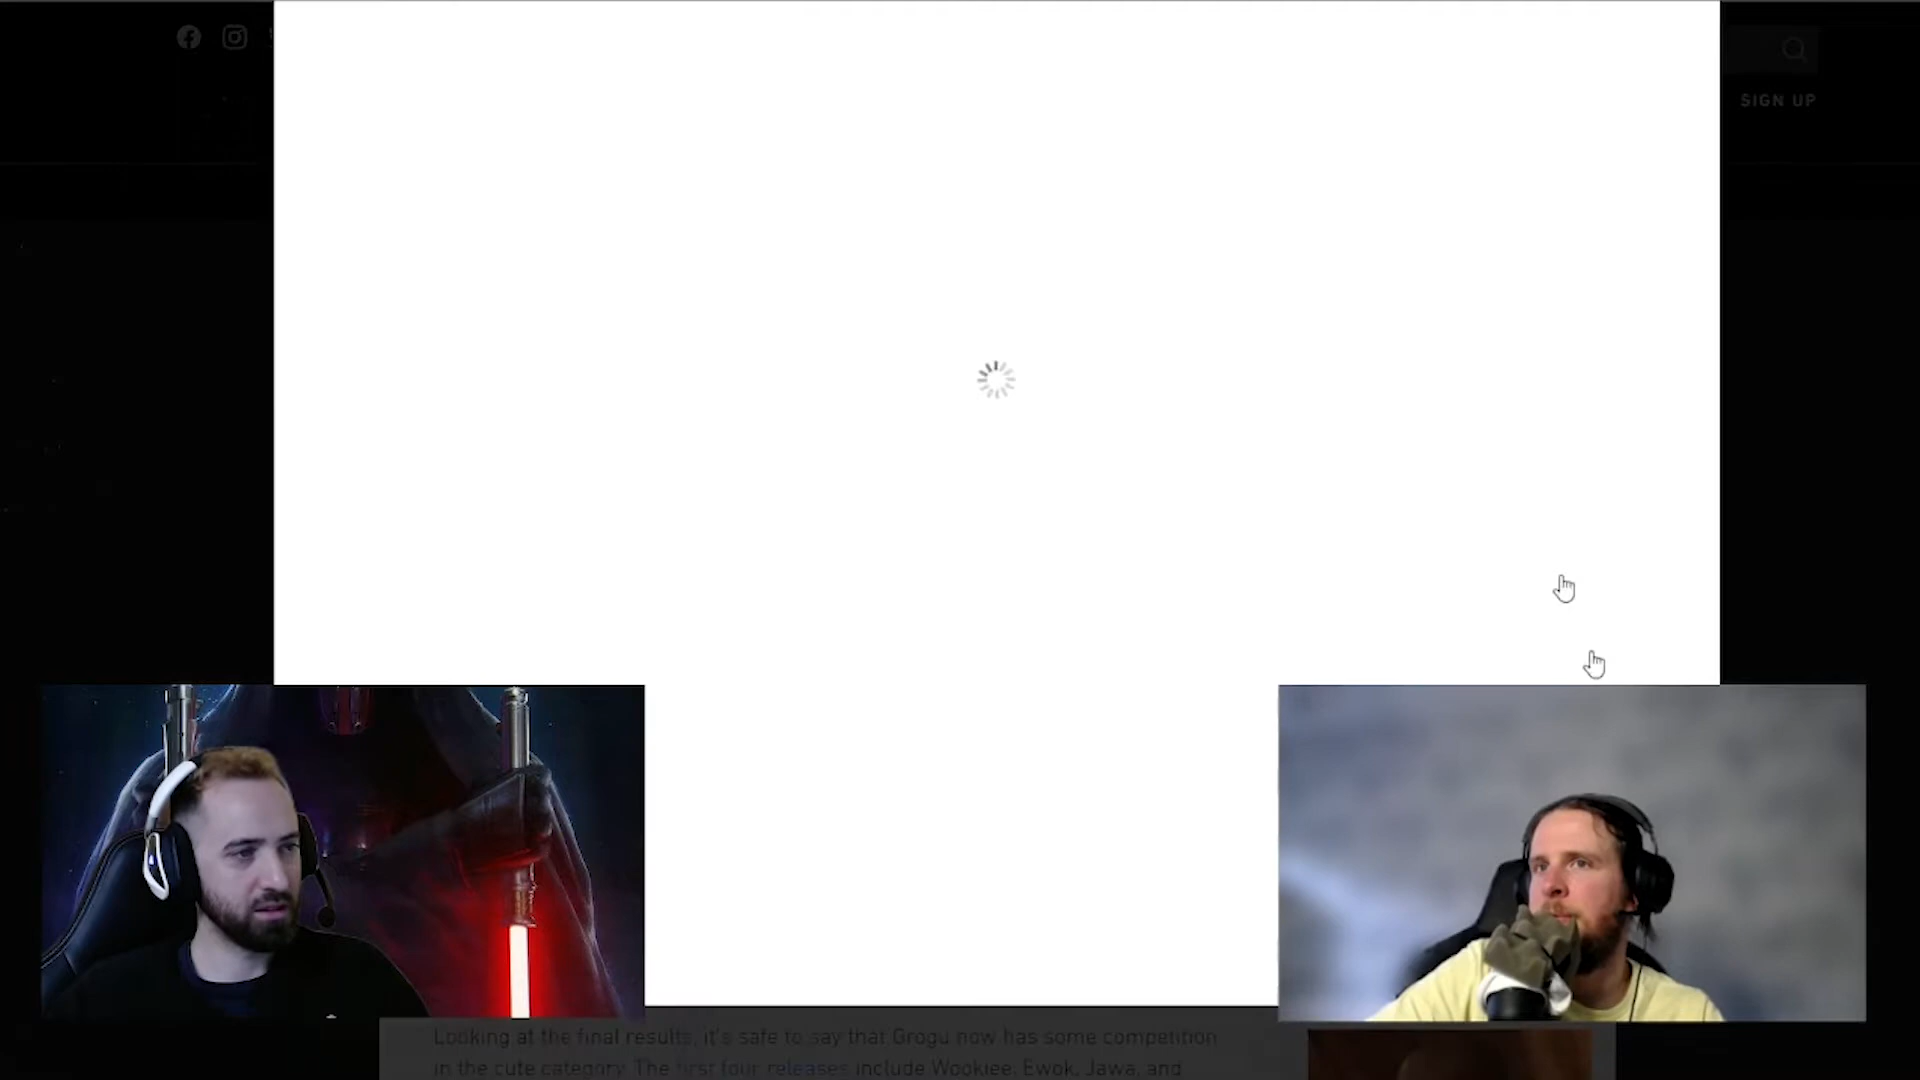 SIGN UP
Looking at the final results, it's safe to say that Grogu now has some competition
in the cute category. The first four releases include Wookiee, Ewok, Jawa, and